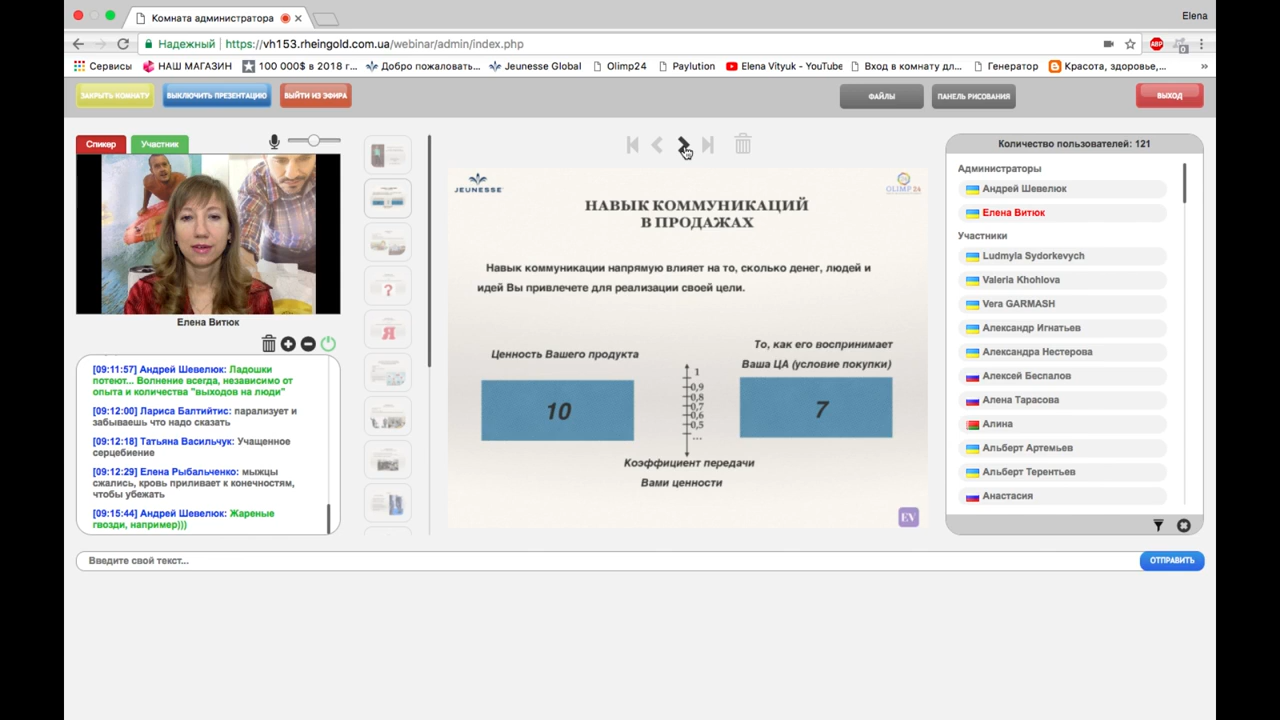 Комната администратора
Elena
Надежный
https://vh153.rheingold.com.ua/webinar/admin/index.php
Сервисы
НАШ МАГАЗИН
100 000$ в 2018 г...
Добро пожаловать...
Jeunesse Global
Olimp24
Paylution
Elena Vityuk - YouTube
Вход в комнату дл...
Генератор
Красота, здоровье,...
»
ЗАКРЫТЬ КОМНАТУ
ВЫКЛЮЧИТЬ ПРЕЗЕНТАЦИЮ
ВЫЙТИ ИЗ ЭФИРА
ФАЙЛЫ
ПАНЕЛЬ РИСОВАНИЯ
ВЫХОД
Спикер
Участник
Елена Витюк
[09:11:57] Андрей Шевелюк: Ладошки
потеют... Волнение всегда, независимо от
опыта и количества "выходов на люди"
[09:12:00] Лариса Балтийтис: парализует и
забываешь что надо сказать
[09:12:18] Татьяна Васильчук: Учащенное
серцебиение
[09:12:29] Елена Рыбальченко: мыжцы
сжались, кровь приливает к конечностям,
чтобы убежать
[09:15:44] Андрей Шевелюк: Жареные
гвозди, например)))
?
Я
JEUNESSE
OLIMP 24
НАВЫК КОММУНИКАЦИЙ
В ПРОДАЖАХ
Навык коммуникации напрямую влияет на то, сколько денег, людей и
идей Вы привлечете для реализации своей цели.
Ценность Вашего продукта
10
1
0,9
0,8
0,7
0,6
0,5
...
То, как его воспринимает
Ваша ЦА (условие покупки)
7
Коэффициент передачи
Вами ценности
EV
Количество пользователей: 121
Администраторы
Андрей Шевелюк
Елена Витюк
Участники
Ludmyla Sydorkevych
Valeria Khohlova
Vera GARMASH
Александр Игнатьев
Александра Нестерова
Алексей Беспалов
Алена Тарасова
Алина
Альберт Артемьев
Альберт Терентьев
Анастасия
Введите свой текст...
ОТПРАВИТЬ